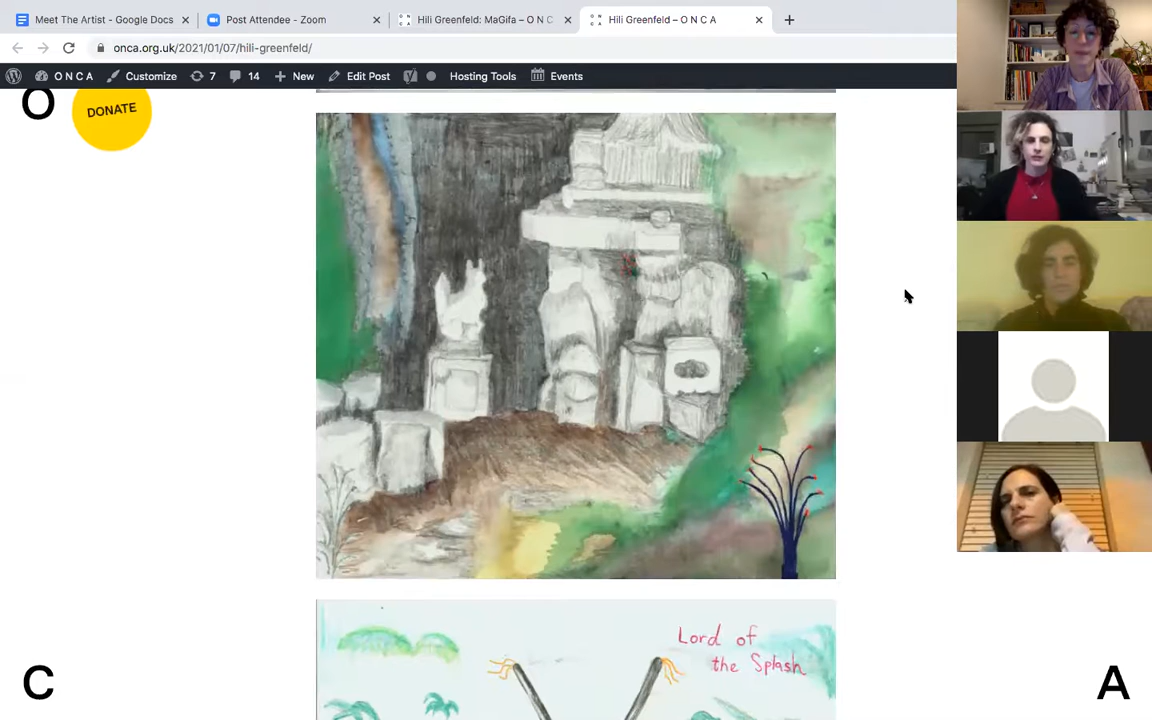 Meet The Artist - Google Docs
Post Attendee - Zoom
Hili Greenfeld: MaGifa – O N C
Hili Greenfeld – O N C A
onca.org.uk/2021/01/07/hili-greenfeld/
O N C A
Customize
7
14
New
Edit Post
Hosting Tools
Events
O
DONATE
Lord of
the Splash
C
A